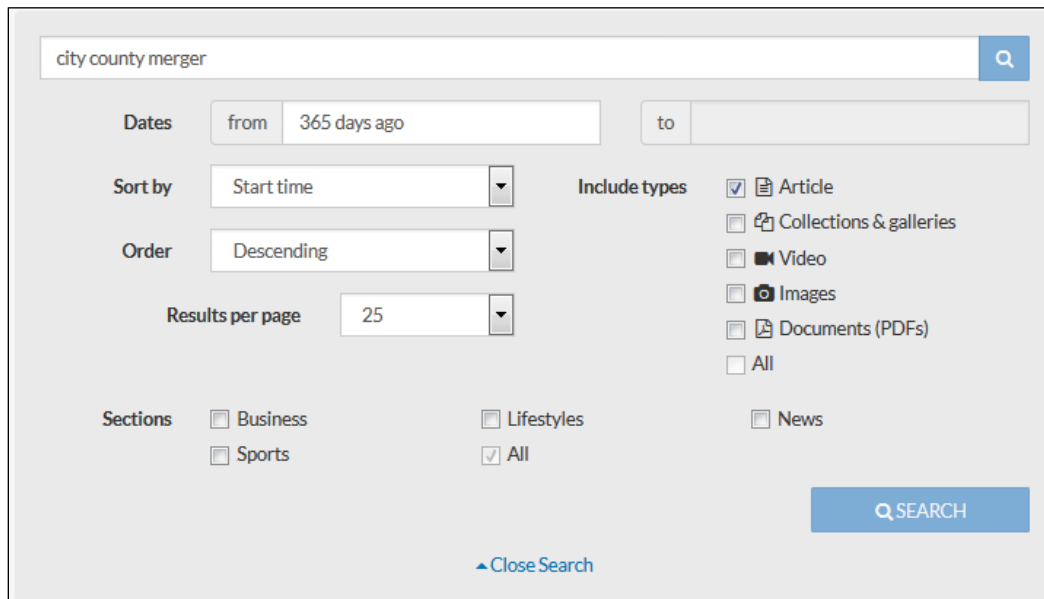 city county merger
Dates from 365 days ago to
Sort by Start time Include types Article
Collections & galleries
Order Descending Video
Images
Results per page 25 Documents (PDFs)
All
Sections Business Lifestyles News
Sports All
SEARCH
Close Search